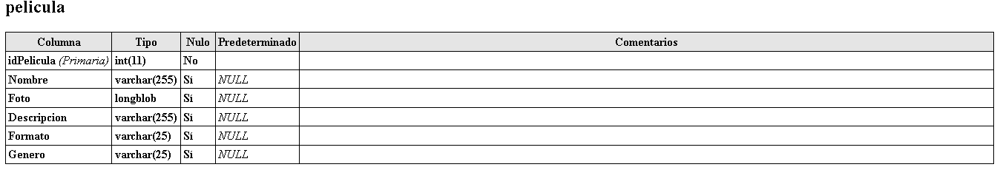 pelicula
Columna Tipo Nulo Predeterminado Comentarios
idPelicula (Primaria) int(11) No
Nombre varchar(255) Sí NULL
Foto longblob Sí NULL
Descripcion varchar(255) Sí NULL
Formato varchar(25) Sí NULL
Genero varchar(25) Sí NULL